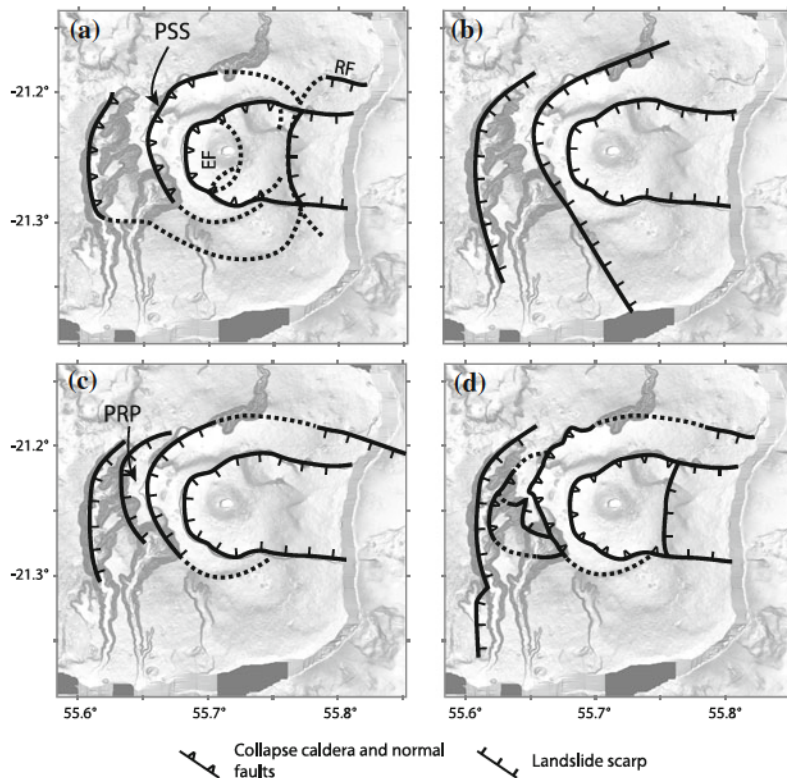 (a)
PSS
RF
EF
-21.2°
-21.3°
(b)
(c)
PRP
-21.2°
-21.3°
(d)
55.6° 55.7° 55.8°
55.6° 55.7° 55.8°
Collapse caldera and normal
faults
Landslide scarp